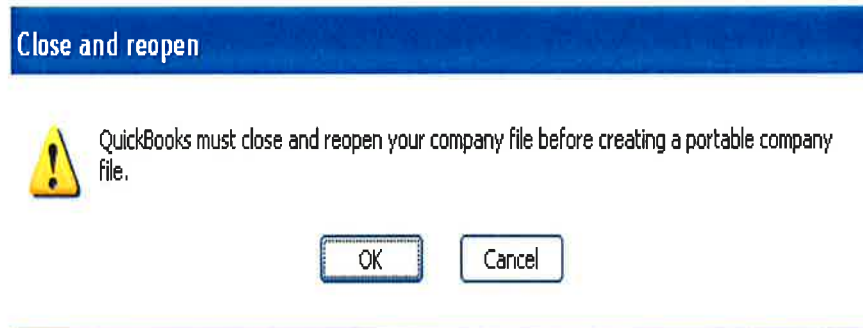 Close and reopen
QuickBooks must close and reopen your company file before creating a portable company
file.
OK
Cancel